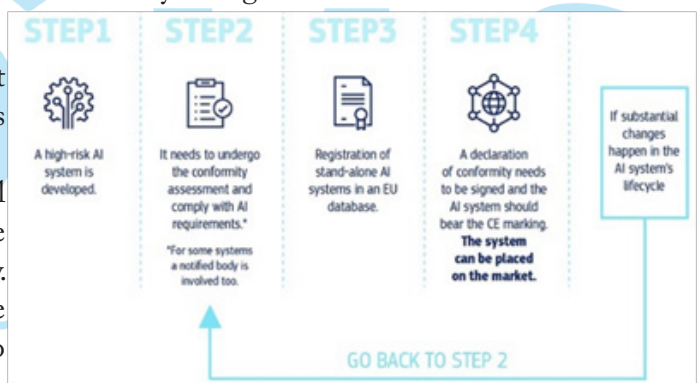 STEP1
A high-risk AI
system is
developed.
STEP2
It needs to undergo
the conformity
assessment and
comply with AI
requirements.*
*For some systems
a notified body is
involved too.
STEP3
Registration of
stand-alone AI
systems in an EU
database.
STEP4
A declaration
of conformity needs
to be signed and the
AI system should
bear the CE marking.
The system
can be placed
on the market.
If substantial
changes
happen in the
AI system's
lifecycle
GO BACK TO STEP 2